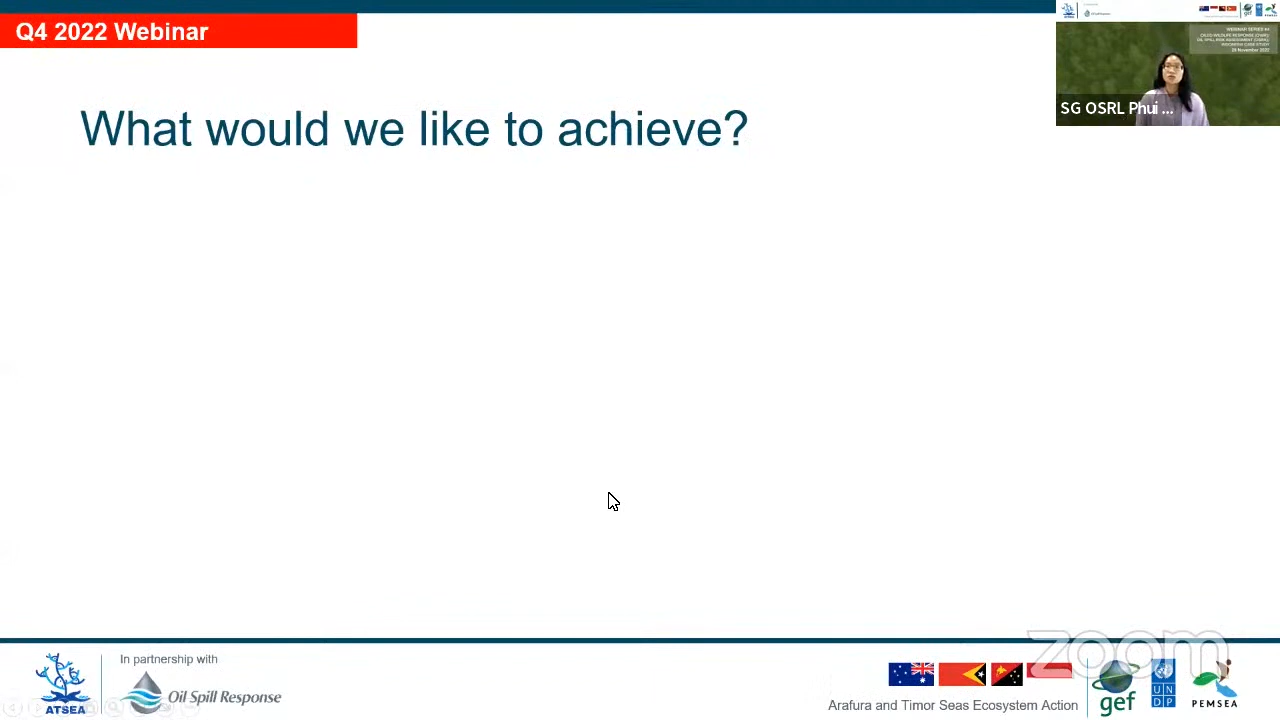 Q4 2022 Webinar
What would we like to achieve?
SG OSRL Phui ...
In partnership with
ATSEA
Oil Spill Response
Arafura and Timor Seas Ecosystem Action
gef
U N
D P
PEMSEA
zoom